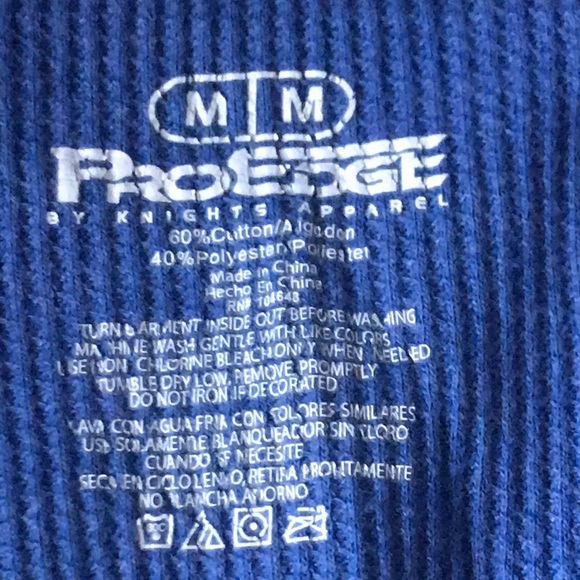 M M
PROEDGE
BY KNIGHTS APPAREL
60%Cotton/Algodon
40%Polyester/Poliester
Made in China
Hecho En China
RN# 104648
TURN GARMENT INSIDE OUT BEFORE WASHING
MACHINE WASH GENTLE WITH LIKE COLORS
USE NON CHLORINE BLEACH ONLY WHEN NEEDED
TUMBLE DRY LOW, REMOVE PROMPTLY
DO NOT IRON IF DECORATED
LAVA CON AGUA FRIA CON COLORES SIMILARES
USE SOLAMENTE BLANQUEADOR SIN CLORO
CUANDO SE NECESITE
SECA EN CICLO LENTO, RETIRA PRONTAMENTE
NO PLANCHA ADORNO